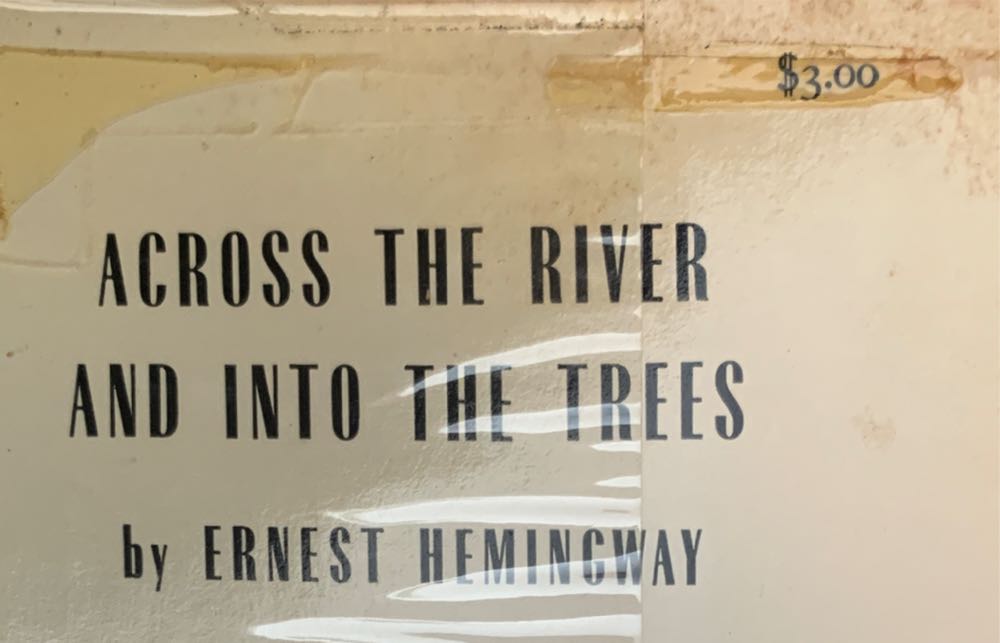 $3.00
ACROSS THE RIVER
AND INTO THE TREES
by ERNEST HEMINGWAY